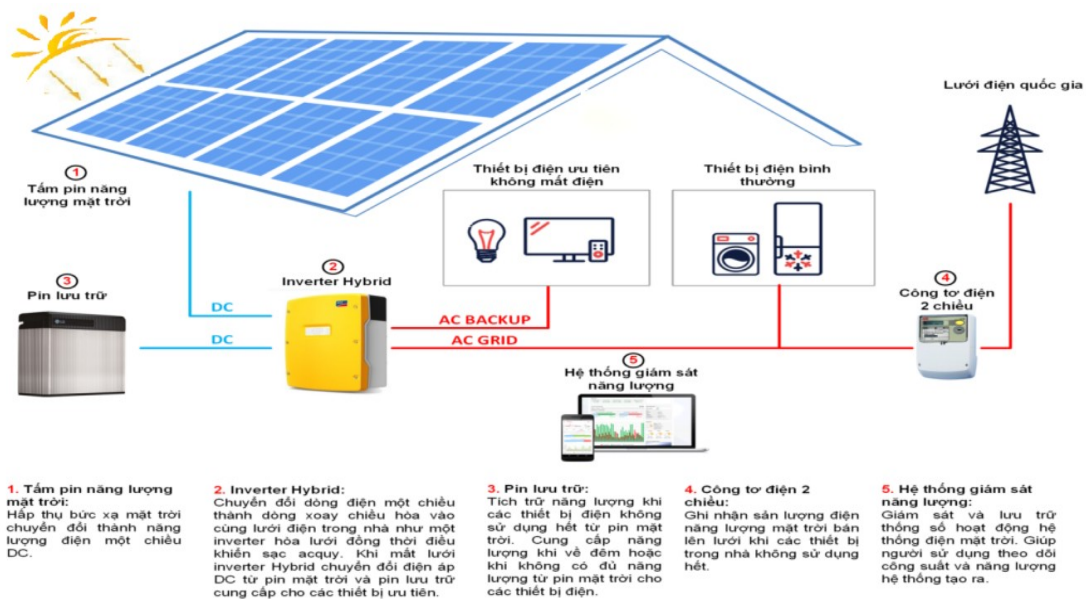 Lưới điện quốc gia
1
Tấm pin năng
lượng mặt trời
Thiết bị điện ưu tiên
không mất điện
Thiết bị điện bình
thường
3
Pin lưu trữ
2
Inverter Hybrid
4
Công tơ điện
2 chiều
DC
DC
AC BACKUP
AC GRID
5
Hệ thống giám sát
năng lượng
1. Tấm pin năng lượng
mặt trời:
Hấp thụ bức xạ mặt trời
chuyển đổi thành năng
lượng điện một chiều
DC.
2. Inverter Hybrid:
Chuyển đổi dòng điện một chiều
thành dòng xoay chiều hòa vào
cùng lưới điện trong nhà như một
inverter hòa lưới đồng thời điều
khiển sạc acquy. Khi mất lưới
inverter Hybrid chuyển đổi điện áp
DC từ pin mặt trời và pin lưu trữ
cung cấp cho các thiết bị ưu tiên.
3. Pin lưu trữ:
Tích trữ năng lượng khi
các thiết bị điện không
sử dụng hết từ pin mặt
trời. Cung cấp năng
lượng khi về đêm hoặc
khi không có đủ năng
lượng từ pin mặt trời cho
các thiết bị điện.
4. Công tơ điện 2
chiều:
Ghi nhận sản lượng điện
năng lượng mặt trời bán
lên lưới khi các thiết bị
trong nhà không sử dụng
hết.
5. Hệ thống giám sát
năng lượng:
Giám sát và lưu trữ
thống số hoạt động hệ
thống điện mặt trời. Giúp
người sử dụng theo dõi
công suất và năng lượng
hệ thống tạo ra.